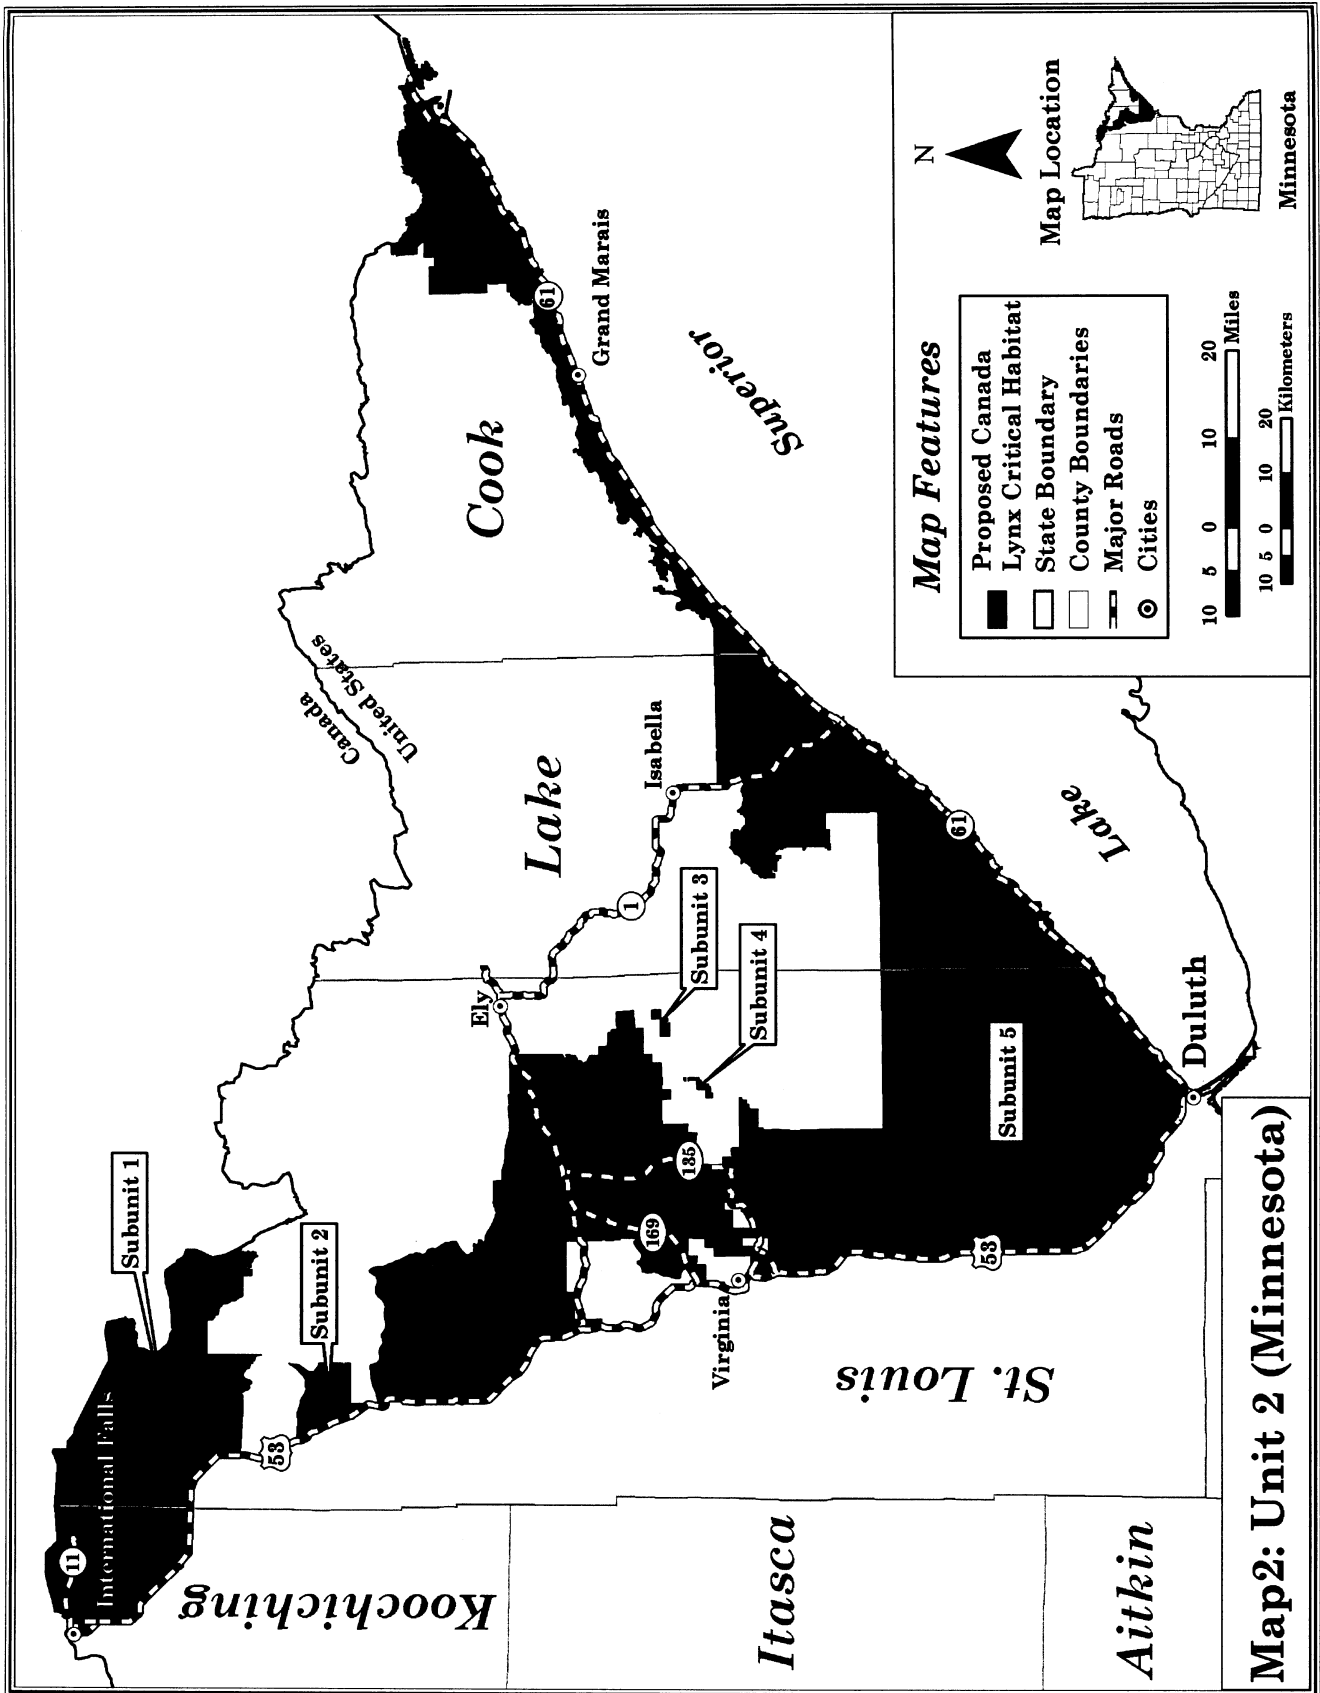 Map2: Unit 2 (Minnesota)
International Falls
11
53
Subunit 1
Subunit 2
Koochiching
Itasca
Aitkin
St. Louis
Virginia
169
135
53
Ely
Subunit 3
Subunit 4
Subunit 5
Duluth
1
Isabella
Lake
Canada
United States
Cook
61
Grand Marais
61
Lake
Superior
Map Features
Proposed Canada
Lynx Critical Habitat
State Boundary
County Boundaries
Major Roads
Cities
10 5 0 10 20
Miles
10 5 0 10 20
Kilometers
N
Map Location
Minnesota